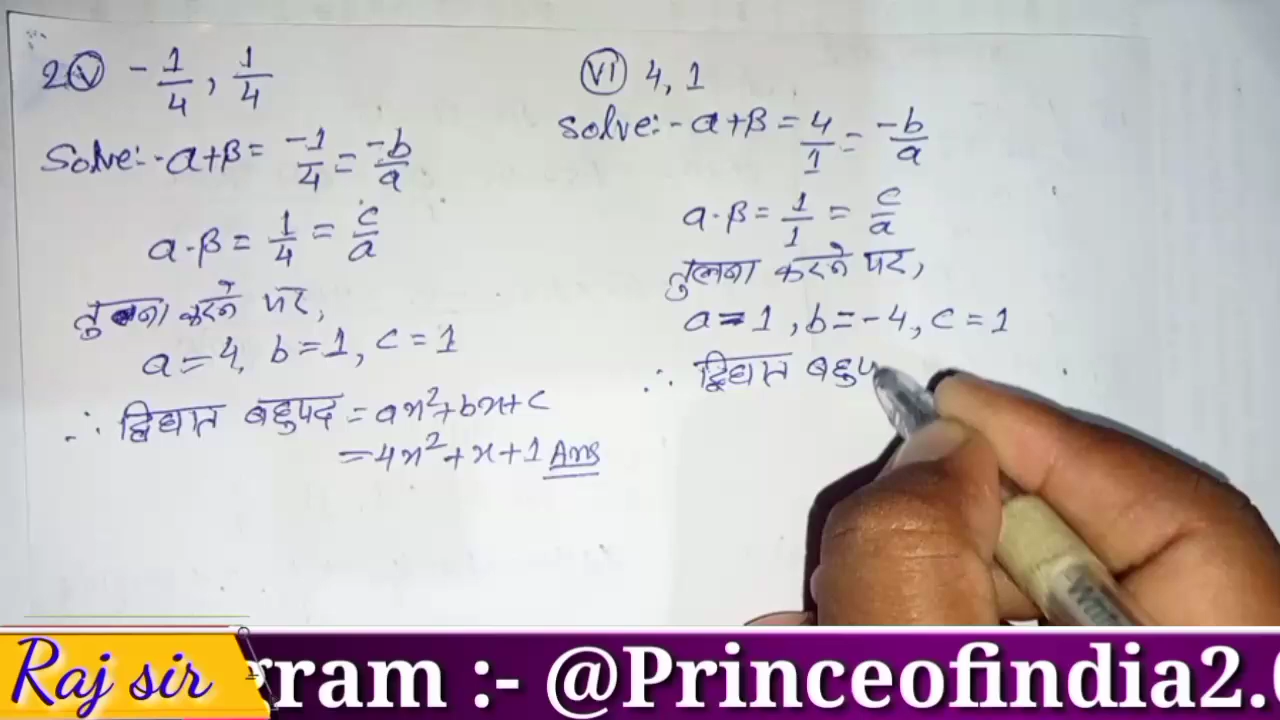 2(V) -1/4, 1/4
Solve:- α+β = -1/4 = -b/a
α·β = 1/4 = c/a
तुलना करने पर,
a=4, b=1, c=1
∴ द्विघात बहुपद = ax²+bx+c
=4x²+x+1 Ans
(VI) 4, 1
Solve:- α+β = 4/1 = -b/a
α·β = 1/1 = c/a
तुलना करने पर,
a=1, b=-4, c=1
∴ द्विघात बहुप
Raj sir
gram :- @Princeofindia2.0